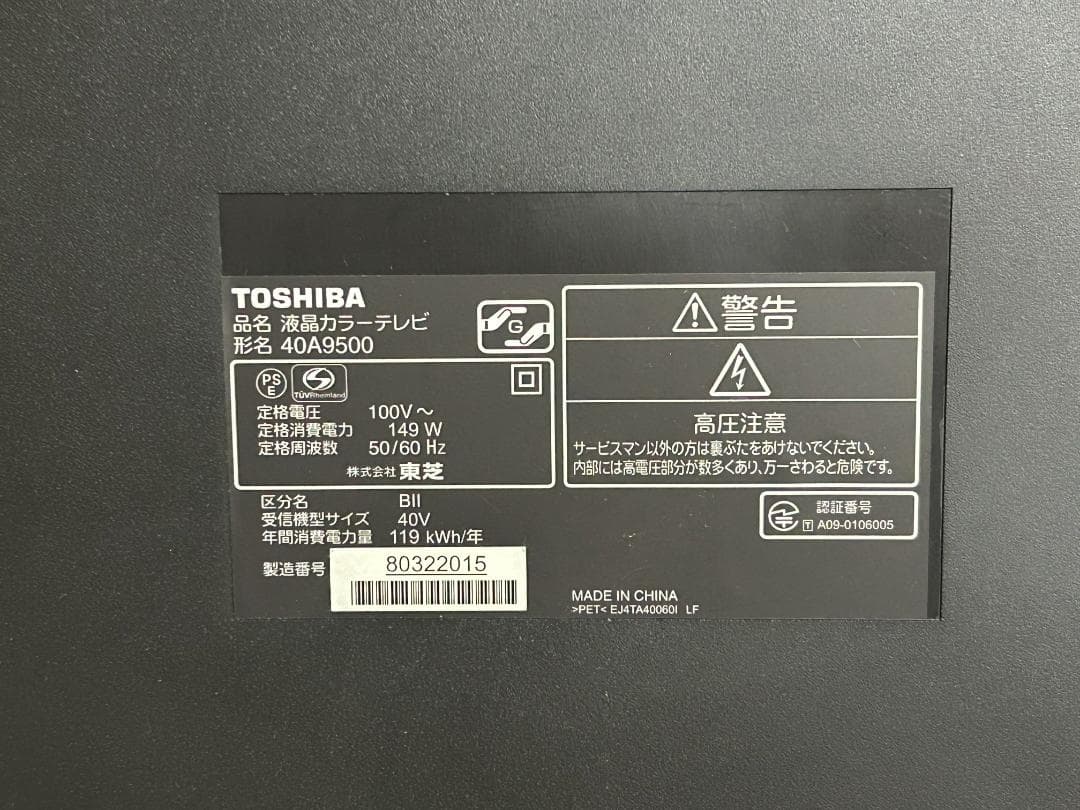 TOSHIBA
品名 液晶カラーテレビ
形名 40A9500
G
PS
E
TÜVRheinland
定格電圧 100V～
定格消費電力 149 W
定格周波数 50/60 Hz
株式会社 東芝
区分名 BII
受信機型サイズ 40V
年間消費電力量 119 kWh/年
製造番号 80322015
警告
高圧注意
サービスマン以外の方は裏ぶたをあけないでください。
内部には高電圧部分が数多くあり、万一さわると危険です。
認証番号
T A09-0106005
MADE IN CHINA
>PET< EJ4TA40060I LF